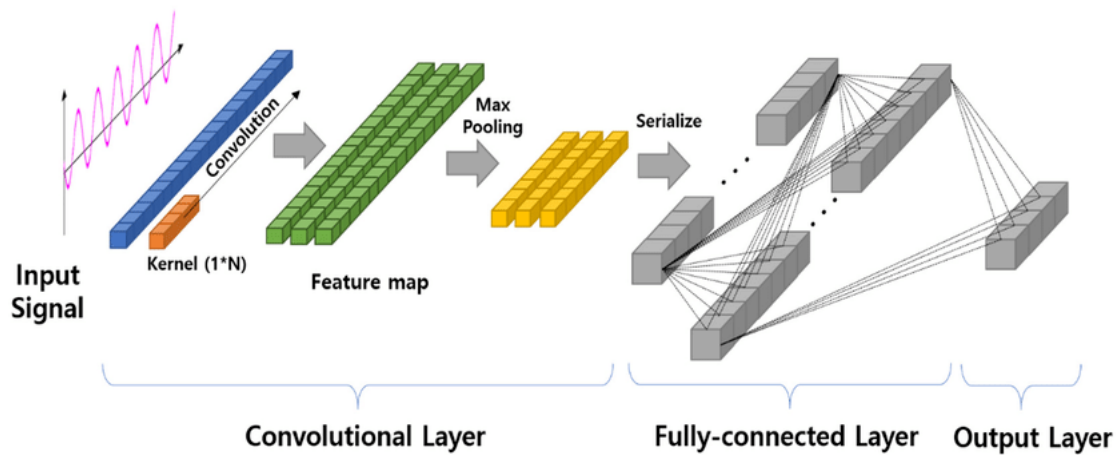 Input
Signal
Convolution
Kernel (1*N)
Feature map
Max
Pooling
Serialize
Convolutional Layer
Fully-connected Layer
Output Layer